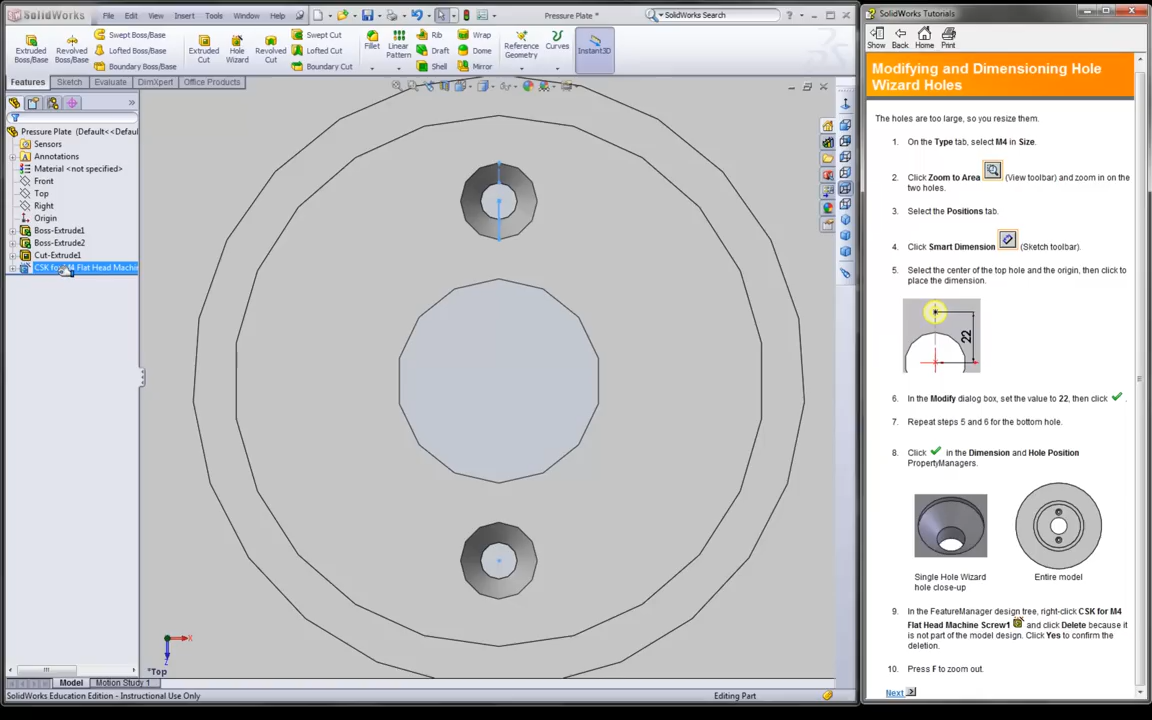 SolidWorks
File
Edit
View
Insert
Tools
Window
Help
Pressure Plate *
SolidWorks Search
Extruded Boss/Base
Revolved Boss/Base
Swept Boss/Base
Lofted Boss/Base
Boundary Boss/Base
Extruded Cut
Hole Wizard
Revolved Cut
Swept Cut
Lofted Cut
Boundary Cut
Fillet
Linear Pattern
Rib
Draft
Shell
Wrap
Dome
Mirror
Reference Geometry
Curves
Instant3D
Features
Sketch
Evaluate
DimXpert
Office Products
Pressure Plate (Default<<Defau
Sensors
Annotations
Material <not specified>
Front
Top
Right
Origin
Boss-Extrude1
Boss-Extrude2
Cut-Extrude1
CSK for M4 Flat Head Machin
X
Z
*Top
Model
Motion Study 1
SolidWorks Education Edition - Instructional Use Only
Editing Part
SolidWorks Tutorials
Show
Back
Home
Print
Modifying and Dimensioning Hole
Wizard Holes
The holes are too large, so you resize them.
1. On the Type tab, select M4 in Size.
2. Click Zoom to Area (View toolbar) and zoom in on the
two holes.
3. Select the Positions tab.
4. Click Smart Dimension (Sketch toolbar).
5. Select the center of the top hole and the origin, then click to
place the dimension.
22
6. In the Modify dialog box, set the value to 22, then click .
7. Repeat steps 5 and 6 for the bottom hole.
8. Click in the Dimension and Hole Position
PropertyManagers.
Single Hole Wizard
hole close-up
Entire model
9. In the FeatureManager design tree, right-click CSK for M4
Flat Head Machine Screw1 and click Delete because it
is not part of the model design. Click Yes to confirm the
deletion.
10. Press F to zoom out.
Next